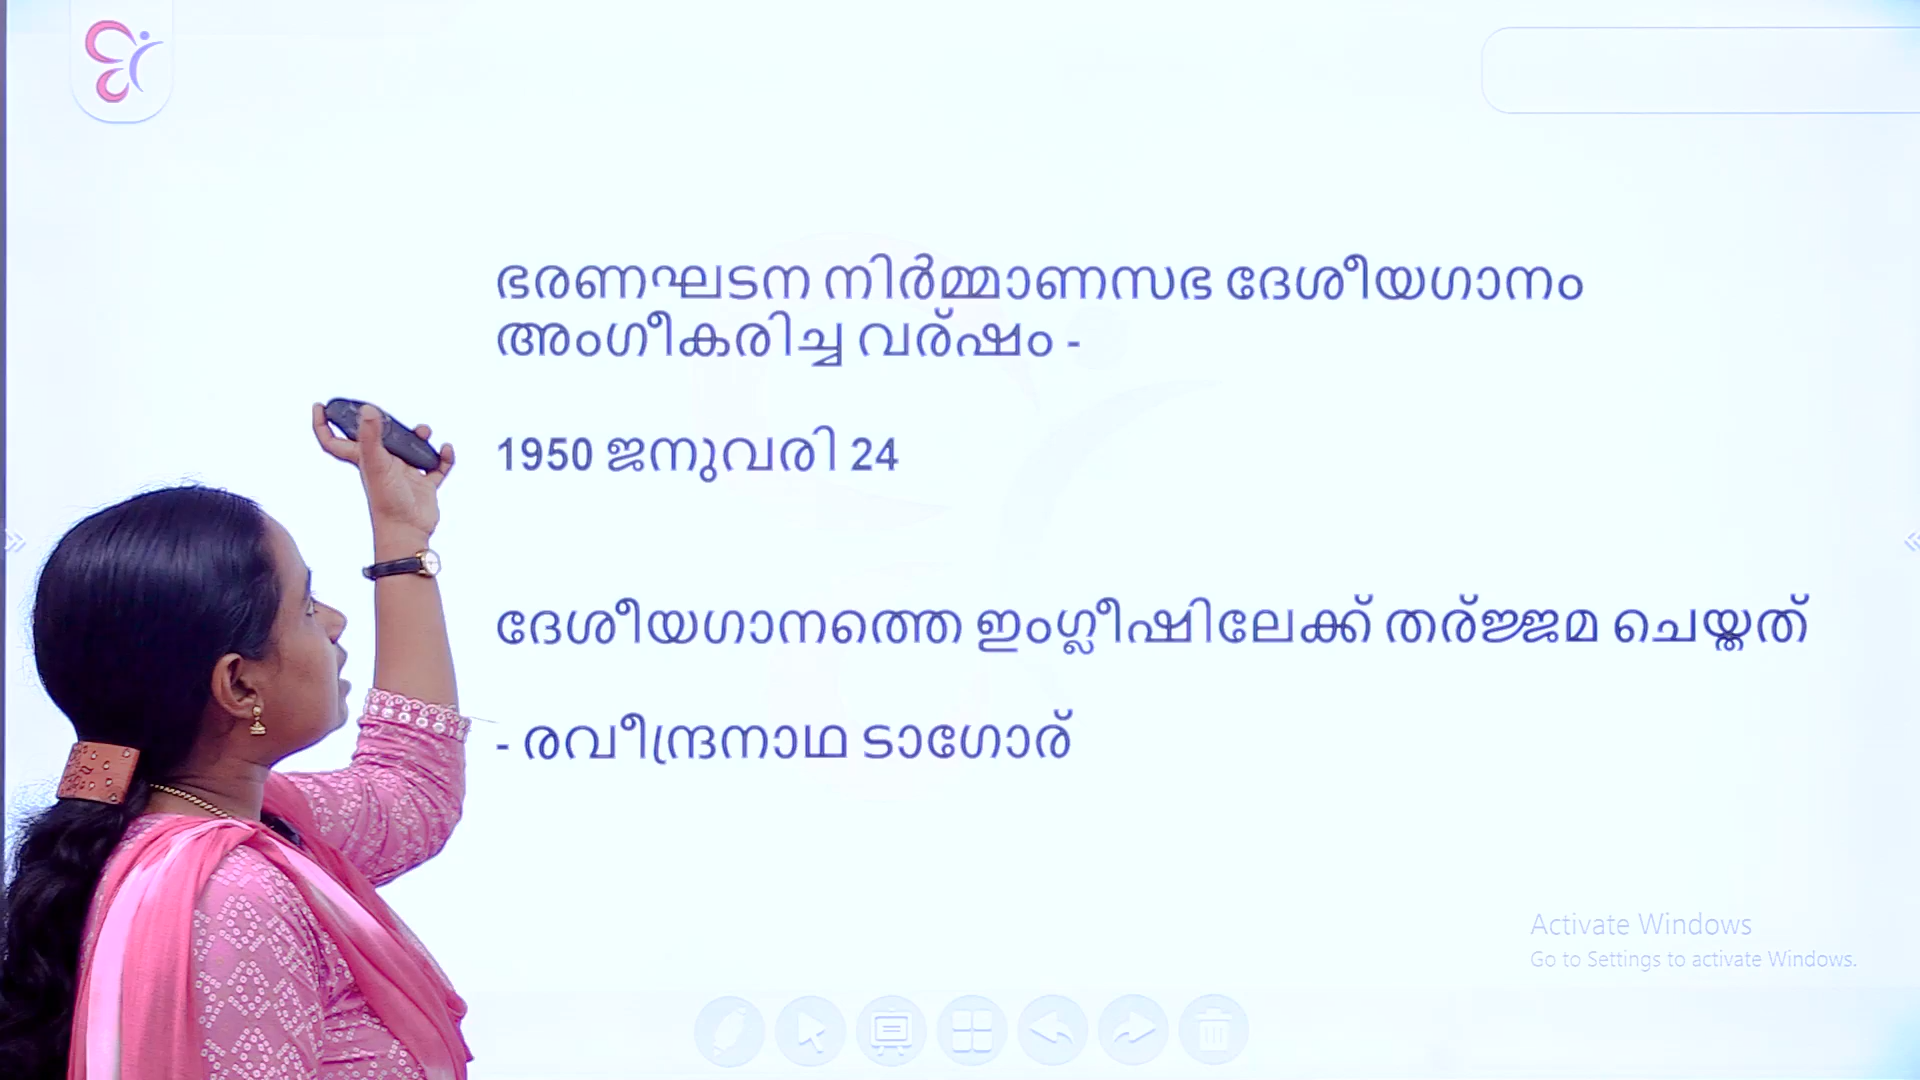 ഭരണഘടന നിർമ്മാണസഭ ദേശീയഗാനം
അംഗീകരിച്ച വര്ഷം -
1950 ജനുവരി 24
ദേശീയഗാനത്തെ ഇംഗ്ലീഷിലേക്ക് തര്ജ്ജമ ചെയ്തത്
- രവീന്ദ്രനാഥ ടാഗോര്
Activate Windows
Go to Settings to activate Windows.